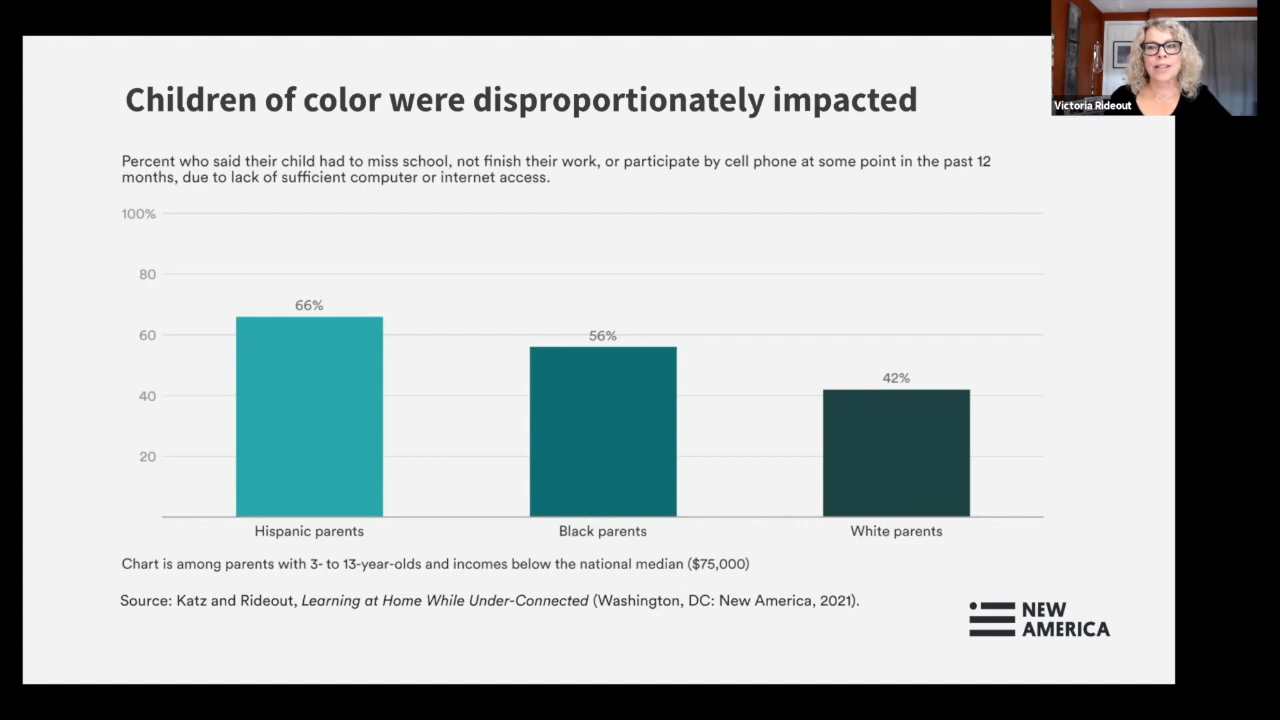 Children of color were disproportionately impacted
Victoria Rideout
Percent who said their child had to miss school, not finish their work, or participate by cell phone at some point in the past 12
months, due to lack of sufficient computer or internet access.
100%
80
60
40
20
66%
56%
42%
Hispanic parents
Black parents
White parents
Chart is among parents with 3- to 13-year-olds and incomes below the national median ($75,000)
Source: Katz and Rideout, Learning at Home While Under-Connected (Washington, DC: New America, 2021).
NEW
AMERICA